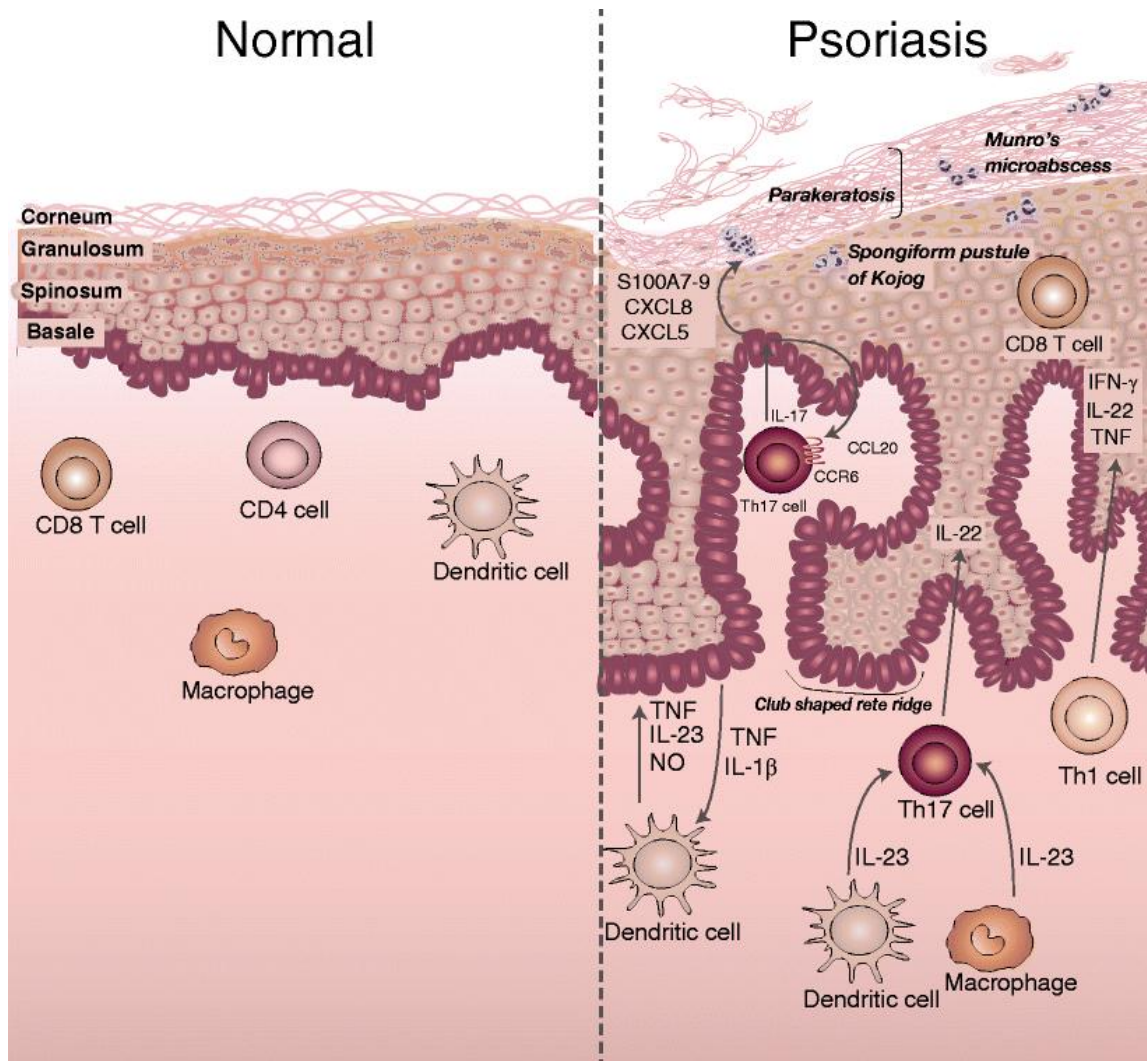 Normal
Corneum
Granulosum
Spinosum
Basale
CD8 T cell
CD4 cell
Dendritic cell
Macrophage
Psoriasis
Munro's
microabscess
Parakeratosis
Spongiform pustule
of Kojog
S100A7-9
CXCL8
CXCL5
CD8 T cell
IFN-γ
IL-22
TNF
IL-17
CCL20
CCR6
Th17 cell
IL-22
Club shaped rete ridge
TNF
IL-23
NO
TNF
IL-1β
Th17 cell
Th1 cell
IL-23
IL-23
Dendritic cell
Dendritic cell
Macrophage